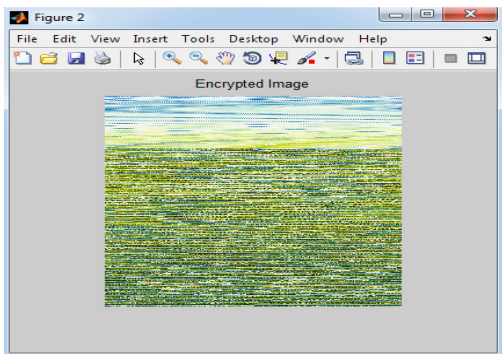 Figure 2
File Edit View Insert Tools Desktop Window Help
Encrypted Image